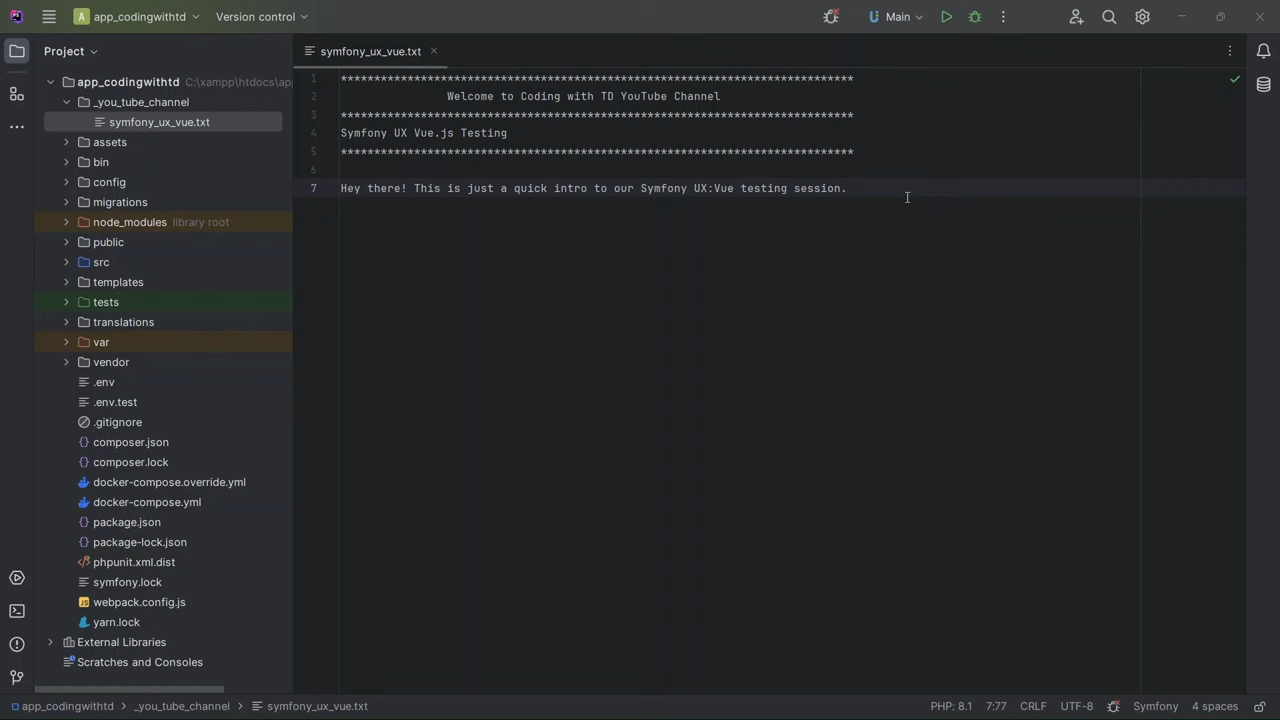 A app_codingwithtd Version control Main
Project
symfony_ux_vue.txt
app_codingwithtd C:\xampp\htdocs\app
_you_tube_channel
symfony_ux_vue.txt
assets
bin
config
migrations
node_modules library root
public
src
templates
tests
translations
var
vendor
.env
.env.test
.gitignore
composer.json
composer.lock
docker-compose.override.yml
docker-compose.yml
package.json
package-lock.json
phpunit.xml.dist
symfony.lock
JS webpack.config.js
yarn.lock
External Libraries
Scratches and Consoles
1 *****************************************************************************
2 Welcome to Coding with TD YouTube Channel
3 *****************************************************************************
4 Symfony UX Vue.js Testing
5 *****************************************************************************
6
7 Hey there! This is just a quick intro to our Symfony UX:Vue testing session.
app_codingwithtd > _you_tube_channel > symfony_ux_vue.txt PHP: 8.1 7:77 CRLF UTF-8 Symfony 4 spaces